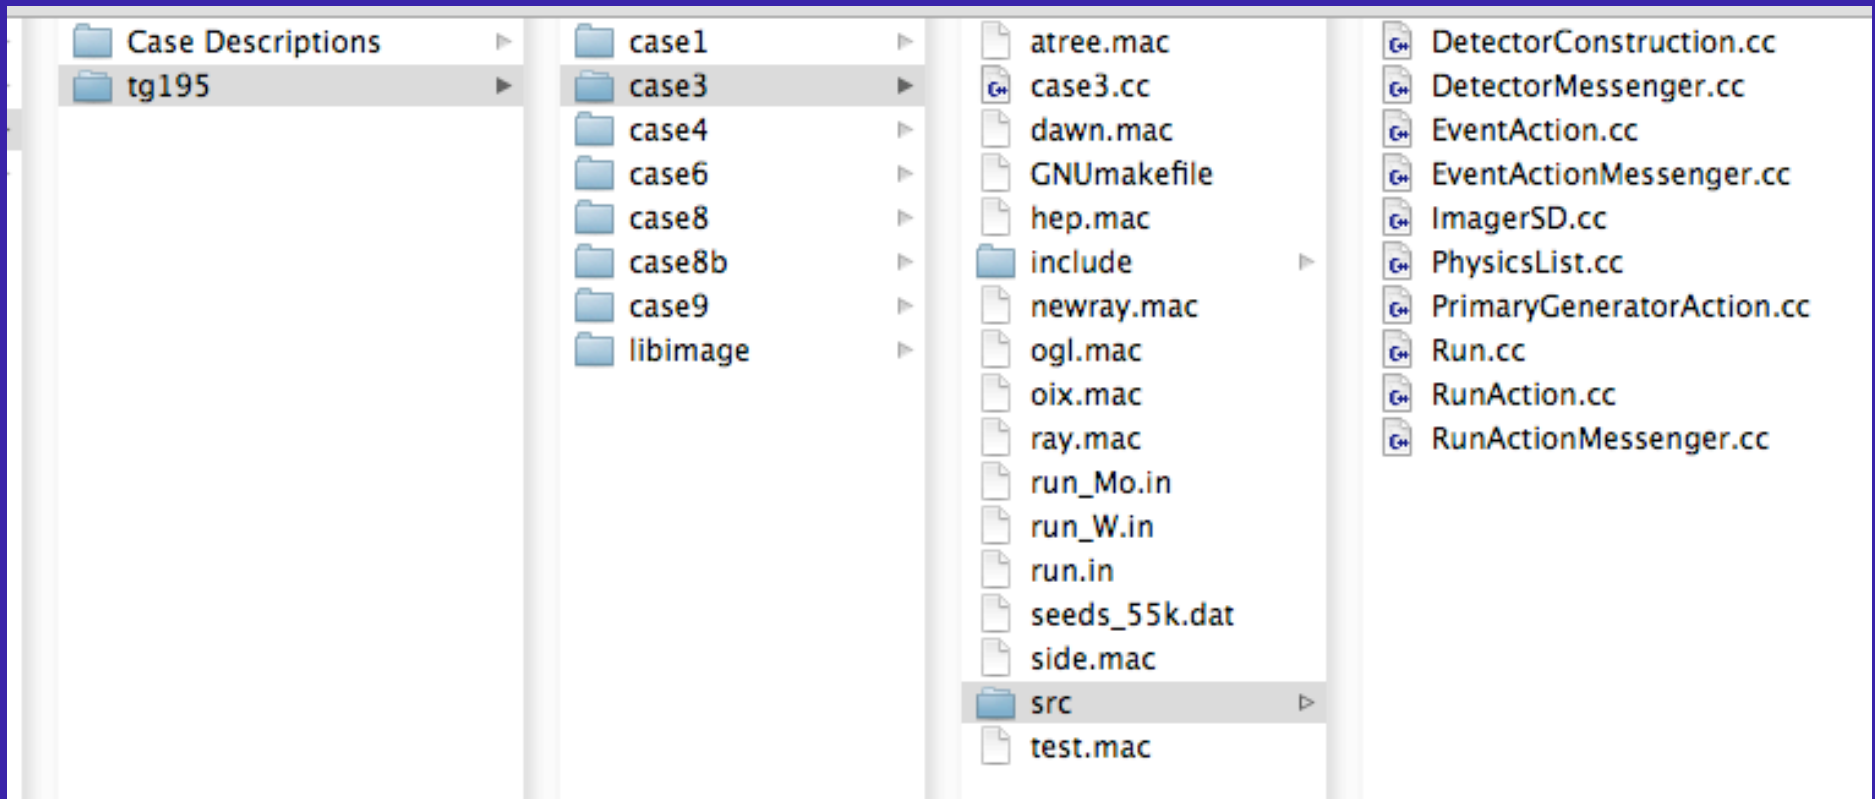 Case Descriptions
tg195
case1
case3
case4
case6
case8
case8b
case9
libimage
atree.mac
case3.cc
dawn.mac
GNUmakefile
hep.mac
include
newray.mac
ogl.mac
oix.mac
ray.mac
run_Mo.in
run_W.in
run.in
seeds_55k.dat
side.mac
src
test.mac
DetectorConstruction.cc
DetectorMessenger.cc
EventAction.cc
EventActionMessenger.cc
ImagerSD.cc
PhysicsList.cc
PrimaryGeneratorAction.cc
Run.cc
RunAction.cc
RunActionMessenger.cc